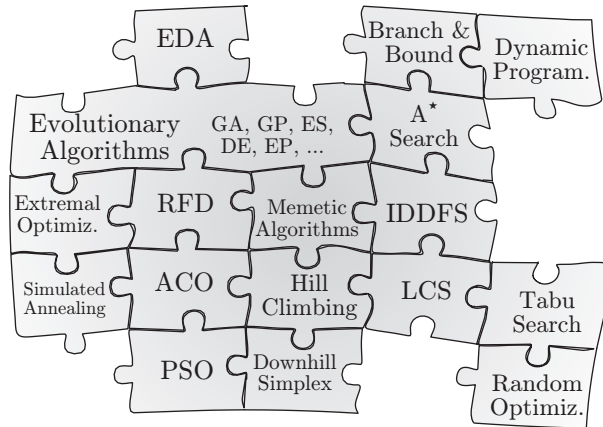 EDA
Branch &
Bound
Dynamic
Program.
Evolutionary
Algorithms
GA, GP, ES,
DE, EP, ...
A⋆
Search
Extremal
Optimiz.
RFD
Memetic
Algorithms
IDDFS
Simulated
Annealing
ACO
Hill
Climbing
LCS
Tabu
Search
PSO
Downhill
Simplex
Random
Optimiz.